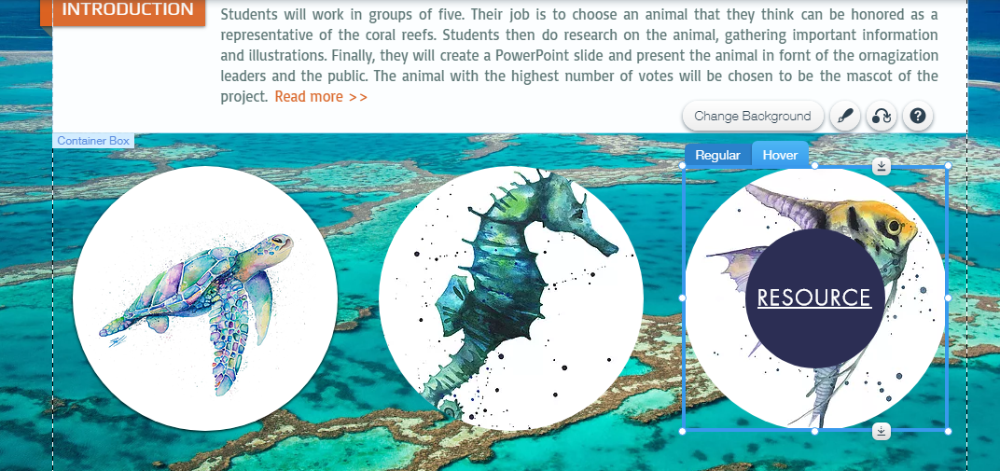 INTRODUCTION
Students will work in groups of five. Their job is to choose an animal that they think can be honored as a
representative of the coral reefs. Students then do research on the animal, gathering important information
and illustrations. Finally, they will create a PowerPoint slide and present the animal in fornt of the ornagization
leaders and the public. The animal with the highest number of votes will be chosen to be the mascot of the
project. Read more >>
Change Background ?
Container Box
Regular Hover
RESOURCE